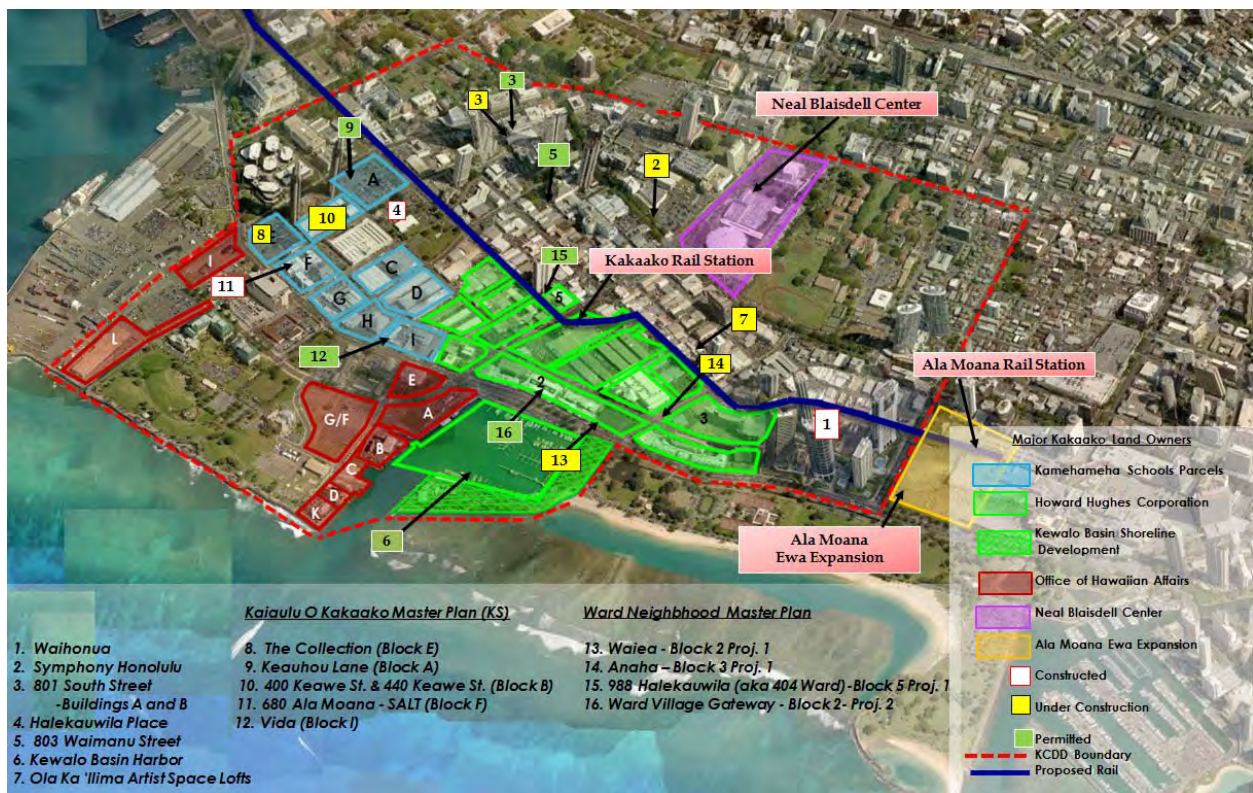 Neal Blaisdell Center
3
3
9
5
2
A
10
4
8
E
15
Kakaako Rail Station
I
11
F
C
5
G
D
7
L
H
14
12
I
Ala Moana Rail Station
E
2
3
1
G/F
A
16
B
13
C
D
K
6
Ala Moana
Ewa Expansion
Major Kakaako Land Owners
Kamehameha Schools Parcels
Howard Hughes Corporation
Kewalo Basin Shoreline
Development
Office of Hawaiian Affairs
Neal Blaisdell Center
Ala Moana Ewa Expansion
Constructed
Under Construction
Permitted
KCDD Boundary
Proposed Rail
1. Waihonua
2. Symphony Honolulu
3. 801 South Street
-Buildings A and B
4. Halekauwila Place
5. 803 Waimanu Street
6. Kewalo Basin Harbor
7. Ola Ka 'Ilima Artist Space Lofts
Kaiaulu O Kakaako Master Plan (KS)
8. The Collection (Block E)
9. Keauhou Lane (Block A)
10. 400 Keawe St. & 440 Keawe St. (Block B)
11. 680 Ala Moana - SALT (Block F)
12. Vida (Block I)
Ward Neighbhood Master Plan
13. Waiea - Block 2 Proj. 1
14. Anaha – Block 3 Proj. 1
15. 988 Halekauwila (aka 404 Ward) -Block 5 Proj. 1
16. Ward Village Gateway - Block 2- Proj. 2